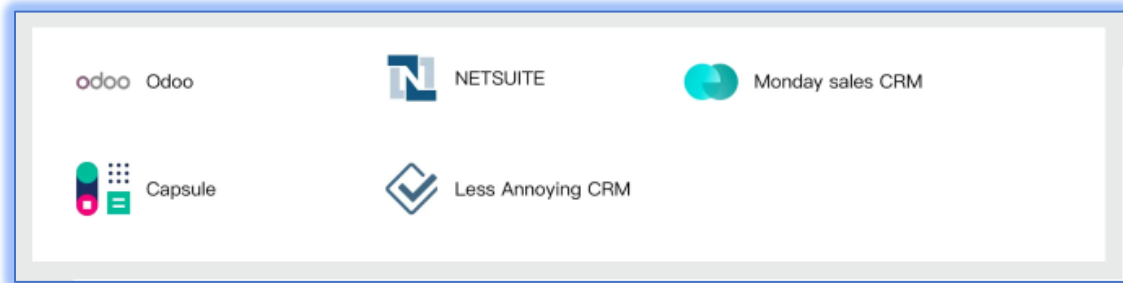 odoo Odoo
NETSUITE
Monday sales CRM
Capsule
Less Annoying CRM